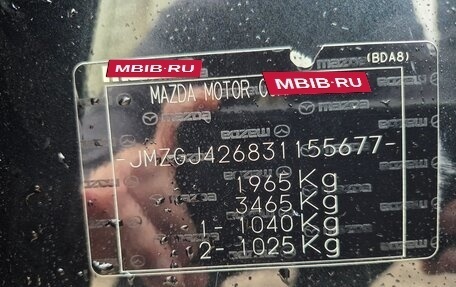 (BDA8)
MBIB.RU
MAZDA MOTOR C
MBIB.RU
-JMZGJ426831155677-
1965 Kg
3465 Kg
1- 1040 Kg
2- 1025 Kg